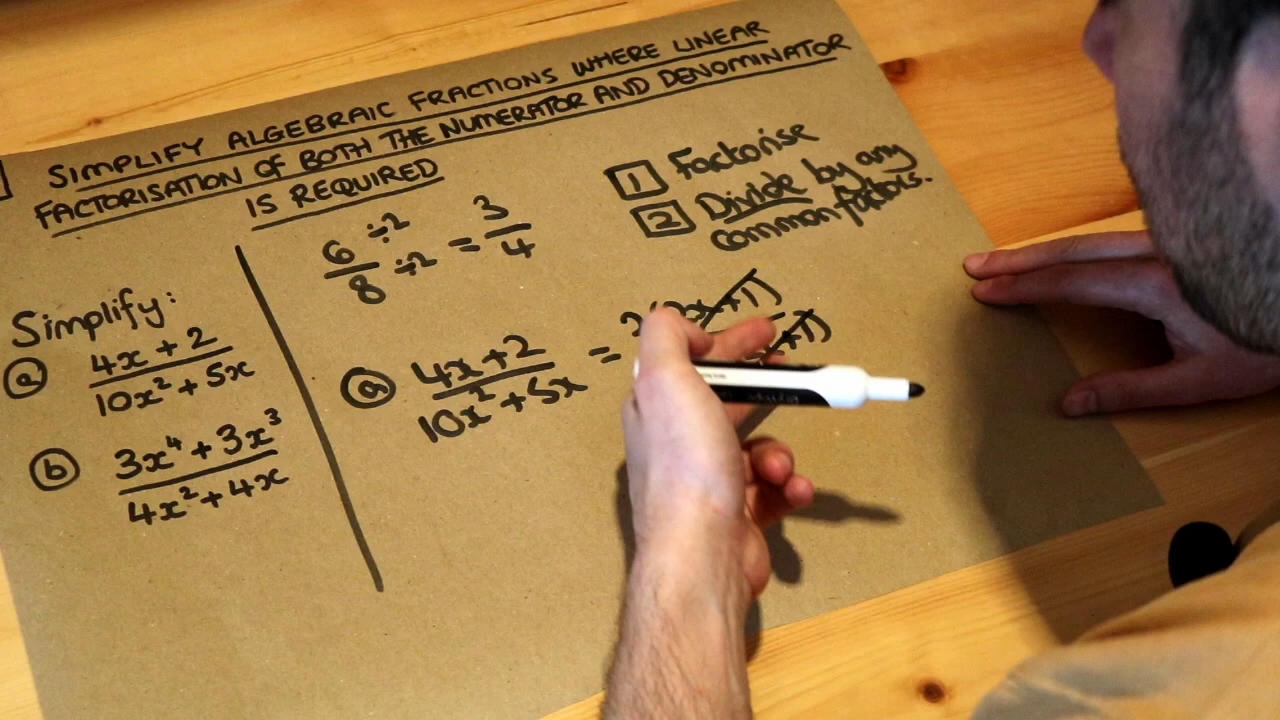 SIMPLIFY ALGEBRAIC FRACTIONS WHERE LINEAR
FACTORISATION OF BOTH THE NUMERATOR AND DENOMINATOR
IS REQUIRED
Simplify:
a
4x + 2
10x² + 5x
b
3x⁴ + 3x³
4x² + 4x
6 ÷2
8 ÷2
=
3
4
1 Factorise
2 Divide by any
common factors.
a
4x + 2
10x² + 5x
=
+1)
x+1)